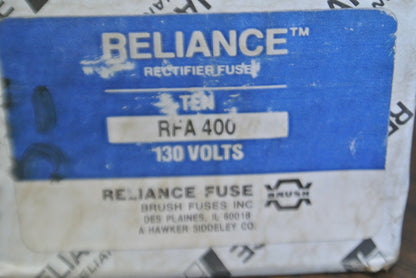 RELIANCE™
RECTIFIER FUSE
TEN
RFA 400
130 VOLTS
RELIANCE FUSE
BRUSH
BRUSH FUSES INC
DES PLAINES, IL 60018
A HAWKER SIDDELEY CO.